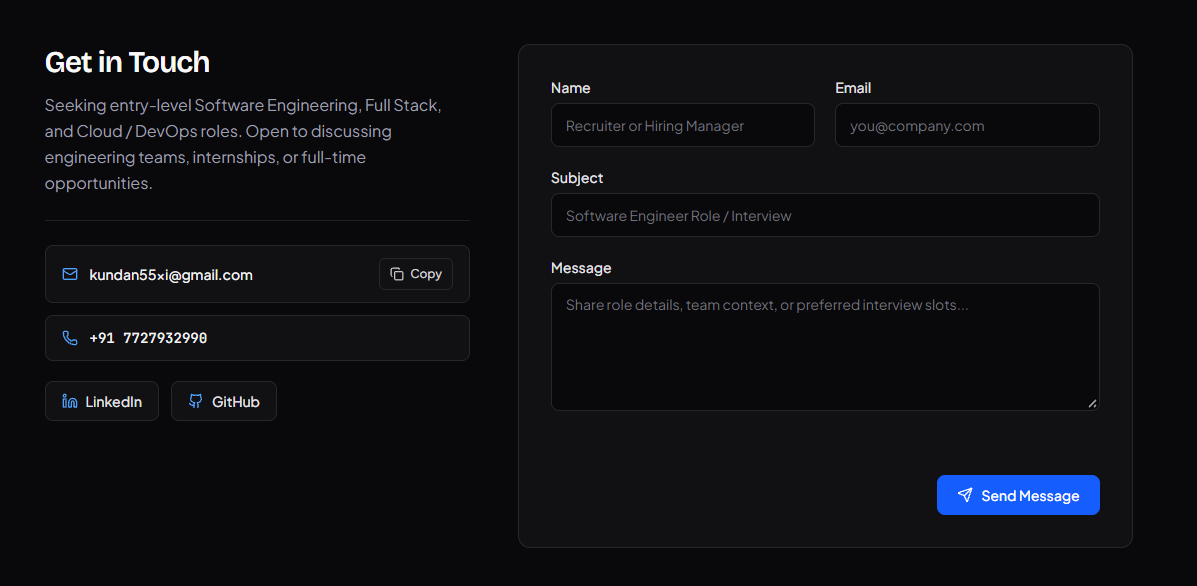 Get in Touch
Seeking entry-level Software Engineering, Full Stack,
and Cloud / DevOps roles. Open to discussing
engineering teams, internships, or full-time
opportunities.
kundan55xi@gmail.com
Copy
+91 7727932990
LinkedIn
GitHub
Name
Email
Recruiter or Hiring Manager
you@company.com
Subject
Software Engineer Role / Interview
Message
Share role details, team context, or preferred interview slots...
Send Message